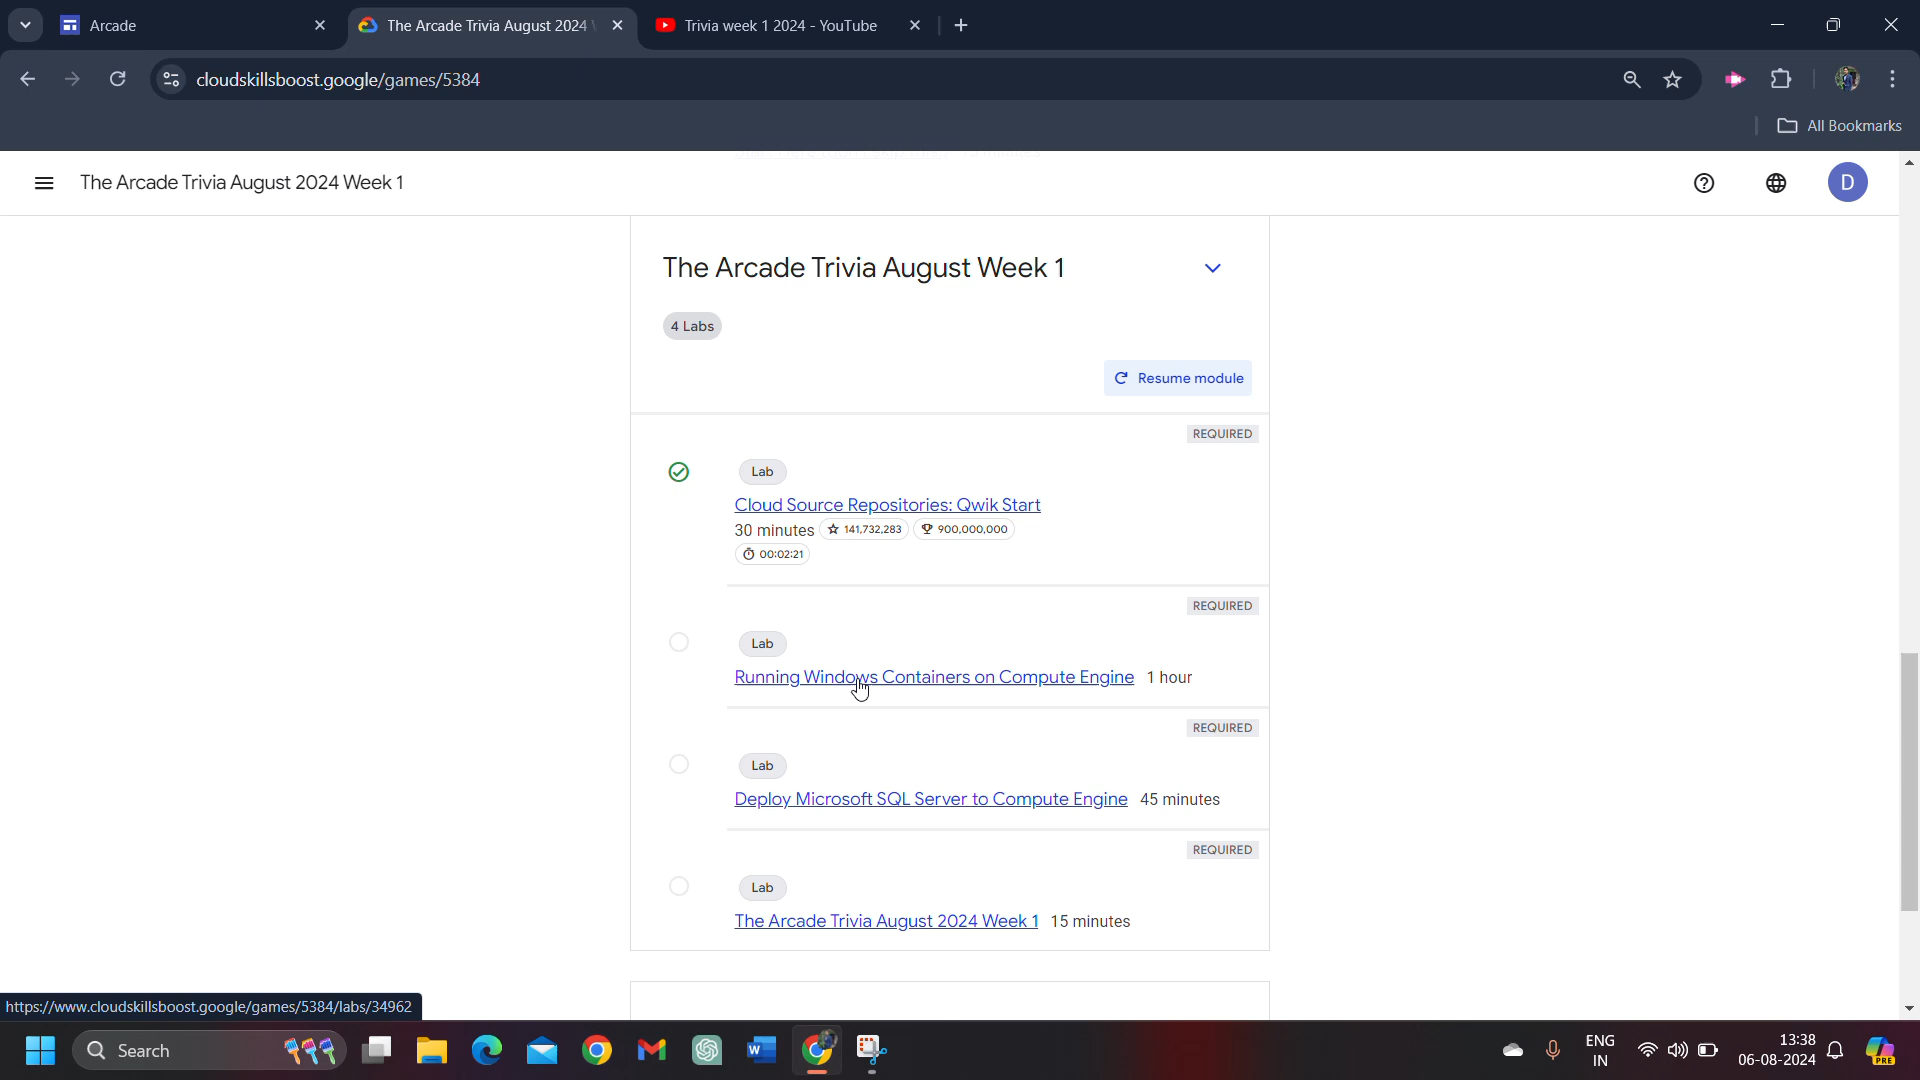 Arcade
The Arcade Trivia August 2024 W
Trivia week 1 2024 - YouTube
cloudskillsboost.google/games/5384
All Bookmarks
The Arcade Trivia August 2024 Week 1
D
The Arcade Trivia August Week 1
4 Labs
Resume module
REQUIRED
Lab
Cloud Source Repositories: Qwik Start
30 minutes 141,732,283 900,000,000
00:02:21
REQUIRED
Lab
Running Windows Containers on Compute Engine 1 hour
REQUIRED
Lab
Deploy Microsoft SQL Server to Compute Engine 45 minutes
REQUIRED
Lab
The Arcade Trivia August 2024 Week 1 15 minutes
https://www.cloudskillsboost.google/games/5384/labs/34962
Search
ENG
IN
13:38
06-08-2024
PRE